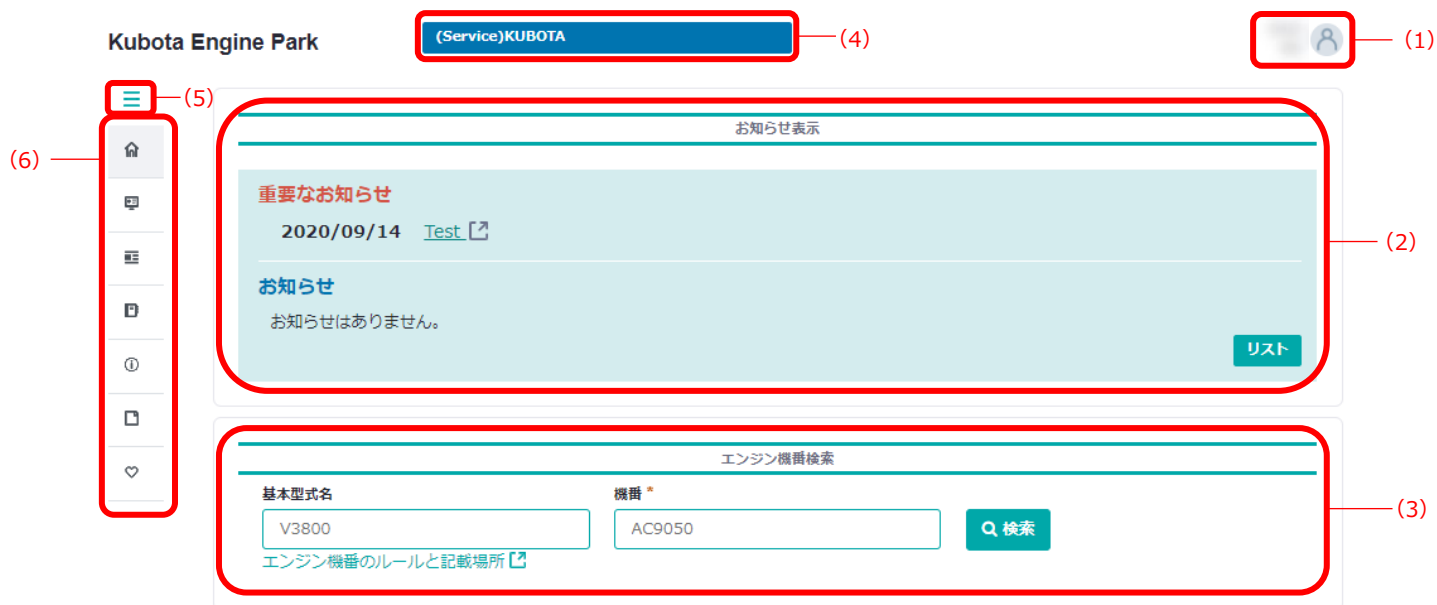 Kubota Engine Park
(Service)KUBOTA
(4)
(1)
(5)
(6)
お知らせ表示
重要なお知らせ
2020/09/14 Test
(2)
お知らせ
お知らせはありません。
リスト
エンジン機番検索
基本型式名 機番 *
V3800 AC9050 検索
(3)
エンジン機番のルールと記載場所